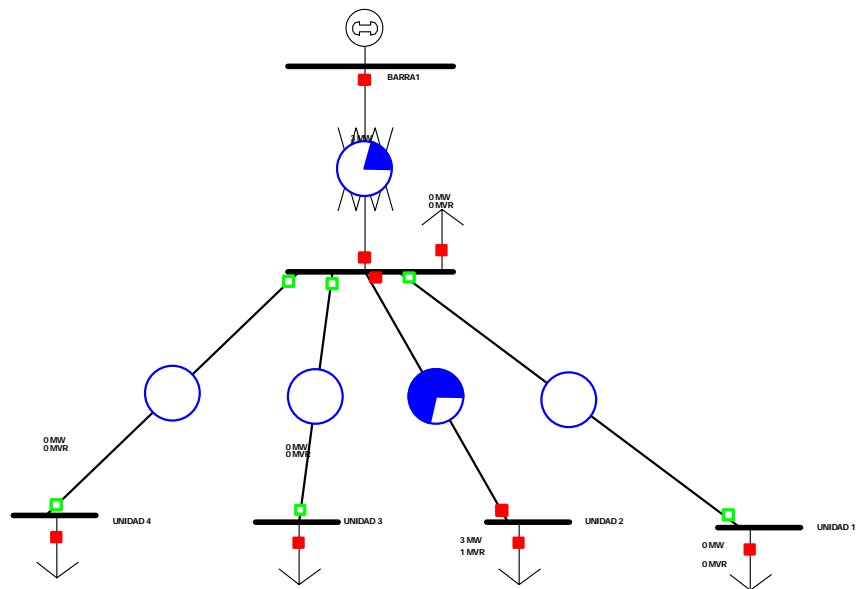 BARRA1
3 MW
0 MW
0 MVR
0 MW
0 MVR
0 MW
0 MVR
UNIDAD 4
UNIDAD 3
UNIDAD 2
UNIDAD 1
3 MW
1 MVR
0 MW
0 MVR